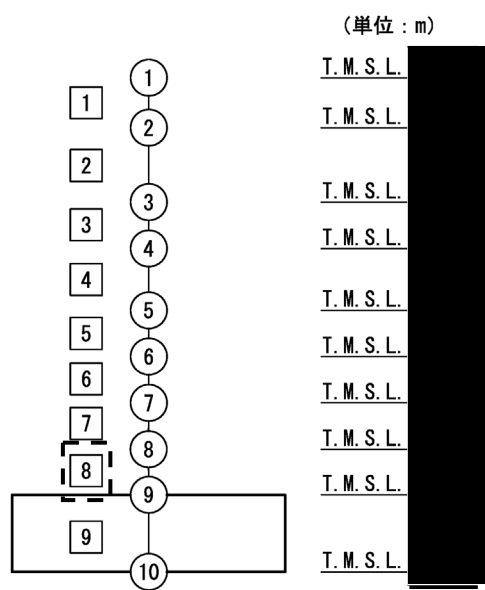 (単位:m)
① T.M.S.L.
1
② T.M.S.L.
2
③ T.M.S.L.
3
④ T.M.S.L.
4
⑤ T.M.S.L.
5
⑥ T.M.S.L.
6
⑦ T.M.S.L.
7
⑧ T.M.S.L.
8
⑨ T.M.S.L.
9
⑩ T.M.S.L.